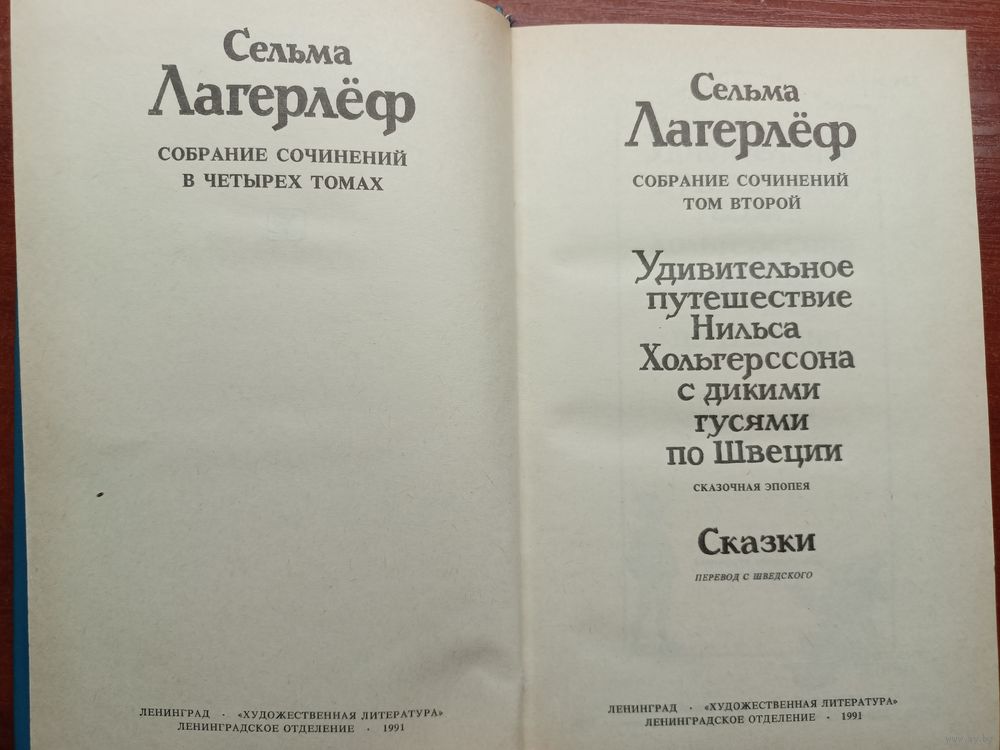 Сельма
Лагерлёф
СОБРАНИЕ СОЧИНЕНИЙ
В ЧЕТЫРЕХ ТОМАХ
ЛЕНИНГРАД · «ХУДОЖЕСТВЕННАЯ ЛИТЕРАТУРА»
ЛЕНИНГРАДСКОЕ ОТДЕЛЕНИЕ · 1991
Сельма
Лагерлёф
СОБРАНИЕ СОЧИНЕНИЙ
ТОМ ВТОРОЙ
Удивительное
путешествие
Нильса
Хольгерссона
с дикими
гусями
по Швеции
СКАЗОЧНАЯ ЭПОПЕЯ
Сказки
ПЕРЕВОД С ШВЕДСКОГО
ЛЕНИНГРАД · «ХУДОЖЕСТВЕННАЯ ЛИТЕРАТУРА»
ЛЕНИНГРАДСКОЕ ОТДЕЛЕНИЕ · 1991